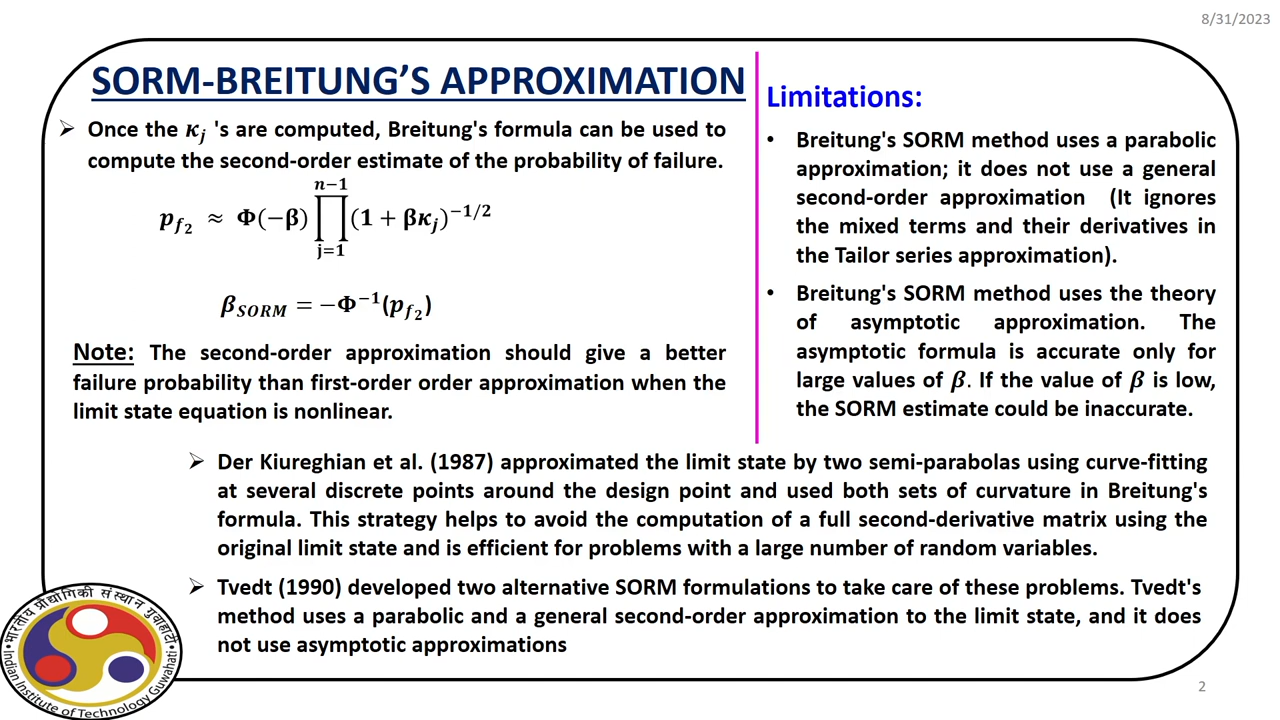 8/31/2023
SORM-BREITUNG’S APPROXIMATION
➢ Once the κⱼ 's are computed, Breitung's formula can be used to
compute the second-order estimate of the probability of failure.
p_{f₂} ≈ Φ(−β) ∏_{j=1}^{n−1} (1 + βκⱼ)^{−1/2}
β_{SORM} = −Φ^{−1}(p_{f₂})
Note: The second-order approximation should give a better
failure probability than first-order order approximation when the
limit state equation is nonlinear.
Limitations:
• Breitung's SORM method uses a parabolic
approximation; it does not use a general
second-order approximation (It ignores
the mixed terms and their derivatives in
the Tailor series approximation).
• Breitung's SORM method uses the theory
of asymptotic approximation. The
asymptotic formula is accurate only for
large values of β. If the value of β is low,
the SORM estimate could be inaccurate.
➢ Der Kiureghian et al. (1987) approximated the limit state by two semi-parabolas using curve-fitting
at several discrete points around the design point and used both sets of curvature in Breitung's
formula. This strategy helps to avoid the computation of a full second-derivative matrix using the
original limit state and is efficient for problems with a large number of random variables.
➢ Tvedt (1990) developed two alternative SORM formulations to take care of these problems. Tvedt's
method uses a parabolic and a general second-order approximation to the limit state, and it does
not use asymptotic approximations
भारतीय प्रौद्योगिकी संस्थान गुवाहाटी
Indian Institute of Technology Guwahati
2